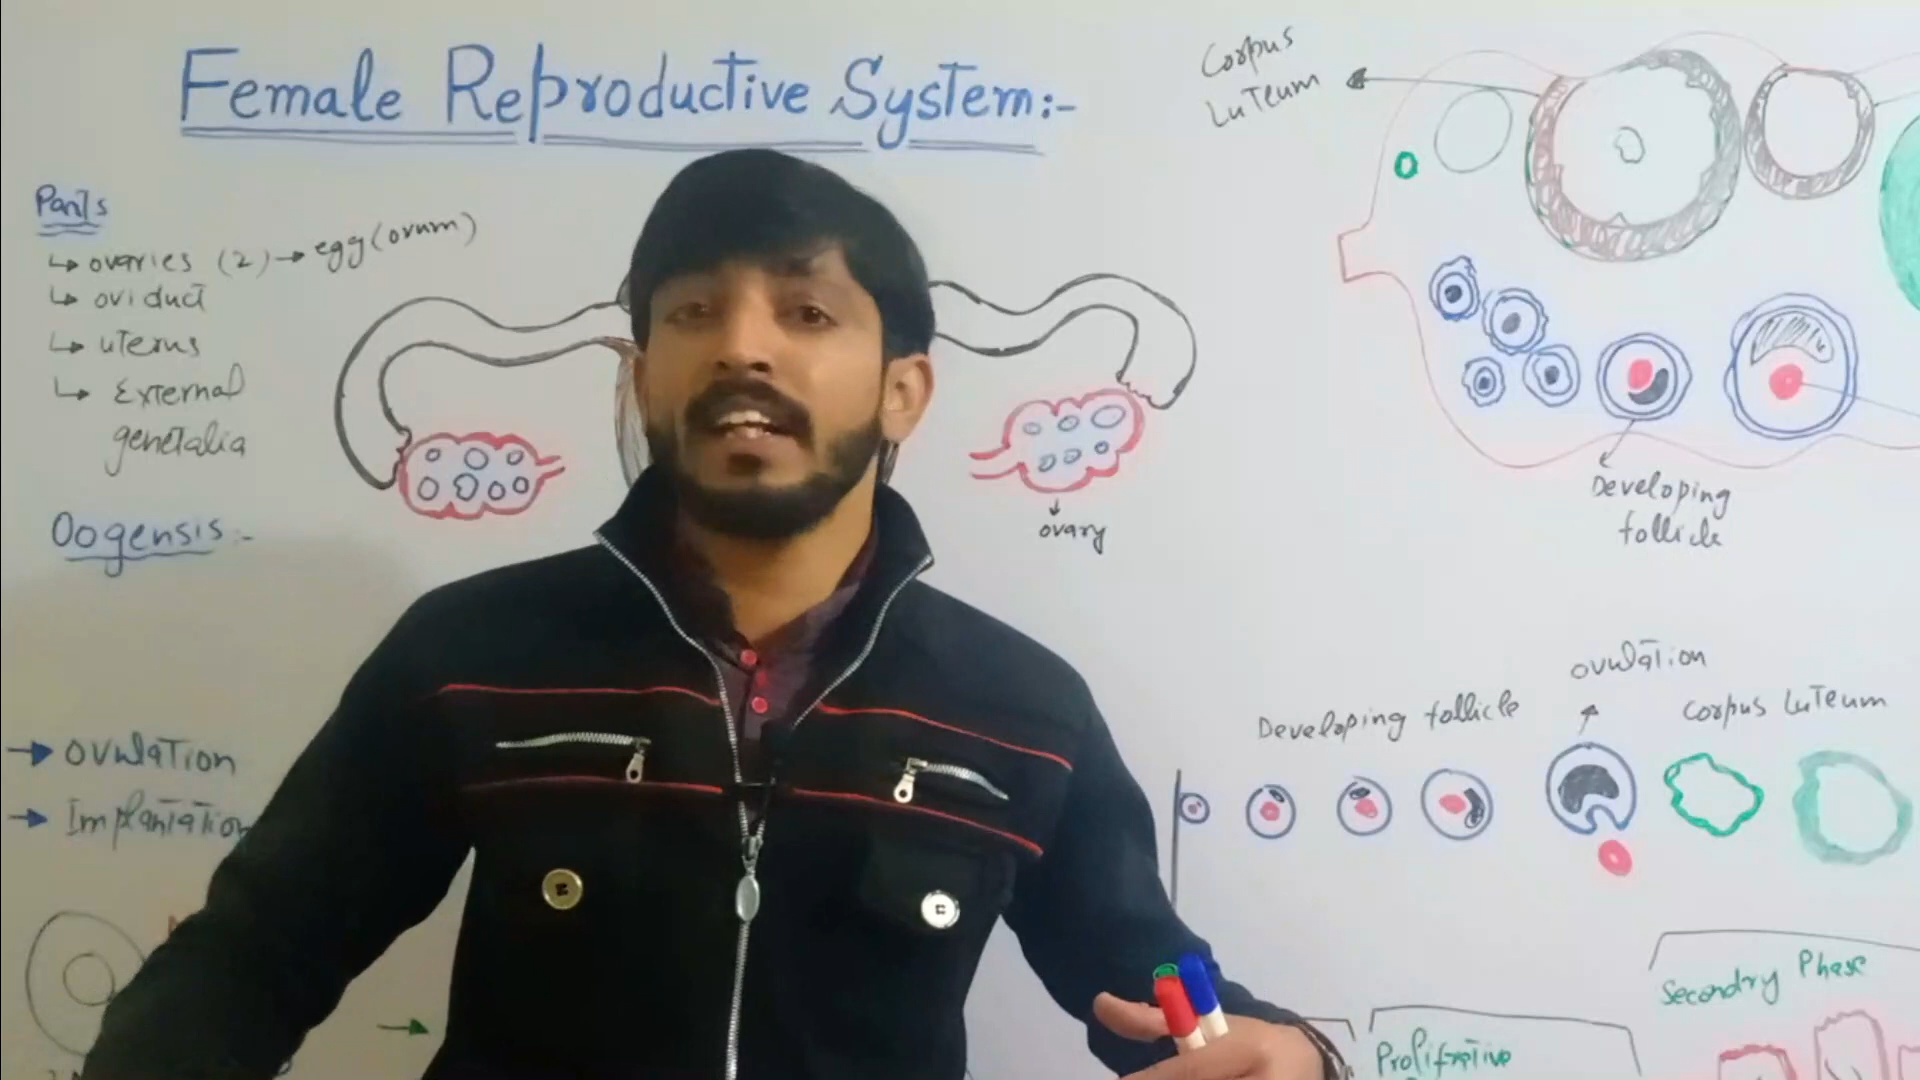 Female Reproductive System:-
Parts
↳ ovaries (2) → egg (ovum)
↳ oviduct
↳ uterus
↳ External
genetalia
Oogensis:-
→ ovulation
→ Implantation
ovary
Corpus
Luteum
Developing
follicle
ovulation
Developing follicle
Corpus Luteum
Secondry Phase
Prolifrative